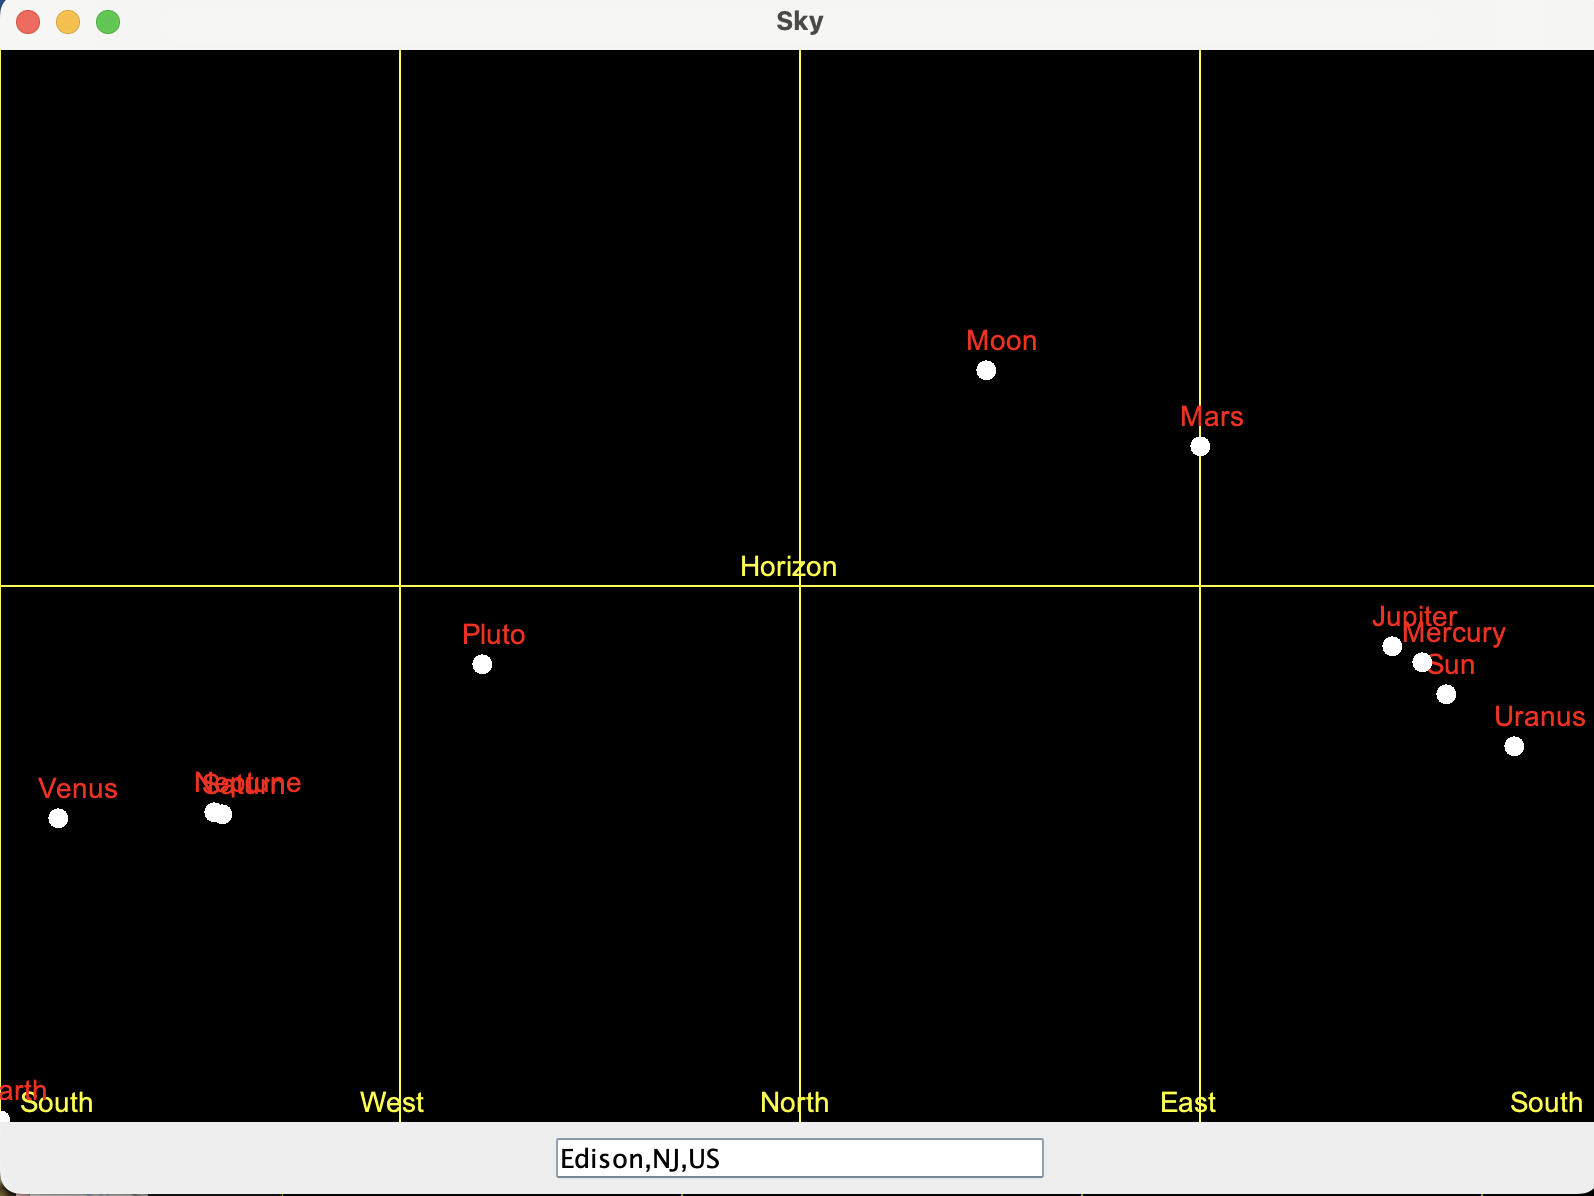 Sky
Moon
Mars
Horizon
Jupiter
Pluto
Mercury
Sun
Uranus
Venus
Neptune
Saturn
arth
South
West
North
East
South
Edison,NJ,US